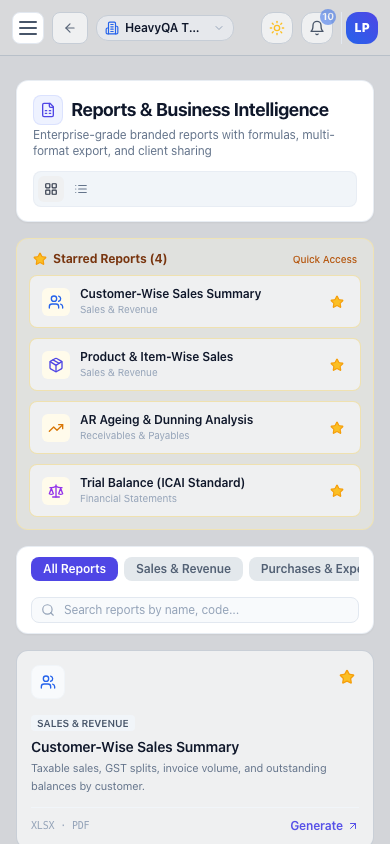 HeavyQA T...
10
LP
Reports & Business Intelligence
Enterprise-grade branded reports with formulas, multi-
format export, and client sharing
Starred Reports (4)
Quick Access
Customer-Wise Sales Summary
Sales & Revenue
Product & Item-Wise Sales
Sales & Revenue
AR Ageing & Dunning Analysis
Receivables & Payables
Trial Balance (ICAI Standard)
Financial Statements
All Reports
Sales & Revenue
Purchases & Expe
Search reports by name, code...
SALES & REVENUE
Customer-Wise Sales Summary
Taxable sales, GST splits, invoice volume, and outstanding
balances by customer.
XLSX · PDF
Generate